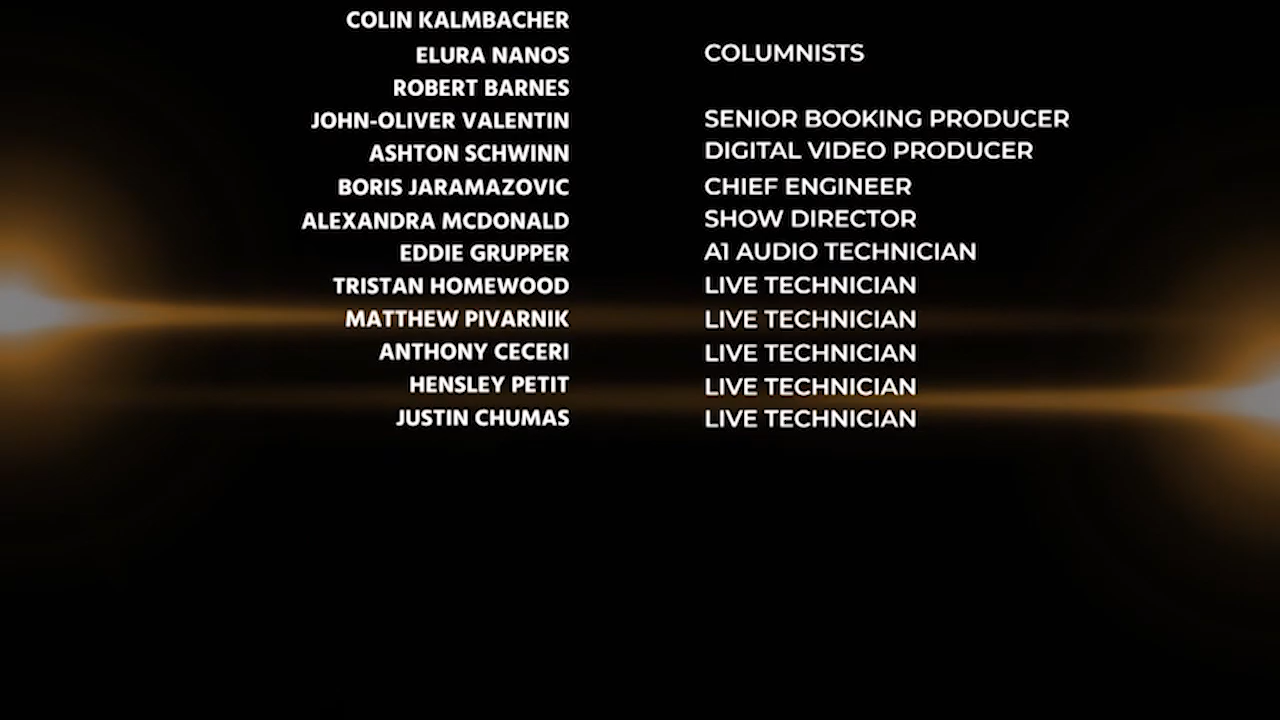 COLIN KALMBACHER
ELURA NANOS COLUMNISTS
ROBERT BARNES
JOHN-OLIVER VALENTIN SENIOR BOOKING PRODUCER
ASHTON SCHWINN DIGITAL VIDEO PRODUCER
BORIS JARAMAZOVIC CHIEF ENGINEER
ALEXANDRA MCDONALD SHOW DIRECTOR
EDDIE GRUPPER A1 AUDIO TECHNICIAN
TRISTAN HOMEWOOD LIVE TECHNICIAN
MATTHEW PIVARNIK LIVE TECHNICIAN
ANTHONY CECERI LIVE TECHNICIAN
HENSLEY PETIT LIVE TECHNICIAN
JUSTIN CHUMAS LIVE TECHNICIAN